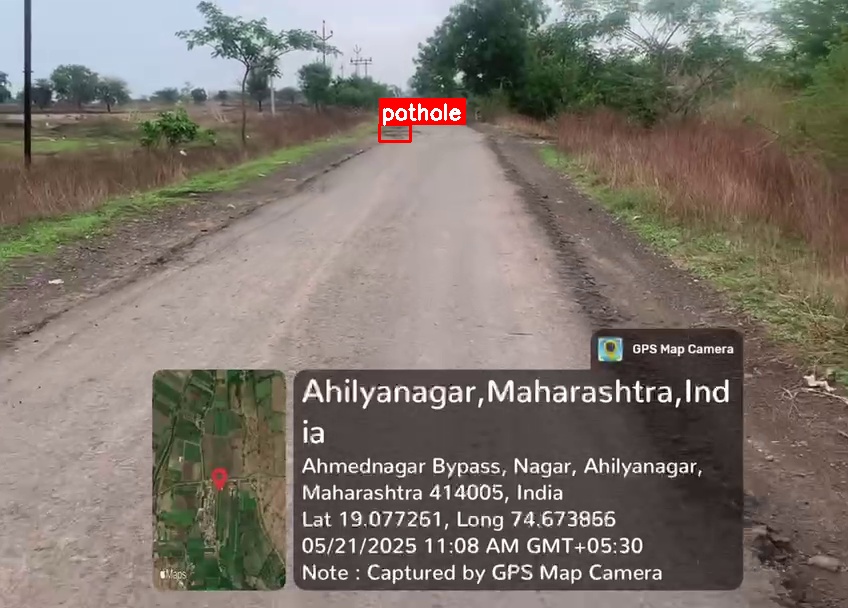 pothole
GPS Map Camera
Ahilyanagar,Maharashtra,Ind
ia
Ahmednagar Bypass, Nagar, Ahilyanagar,
Maharashtra 414005, India
Lat 19.077261, Long 74.673866
05/21/2025 11:08 AM GMT+05:30
Note : Captured by GPS Map Camera
Maps